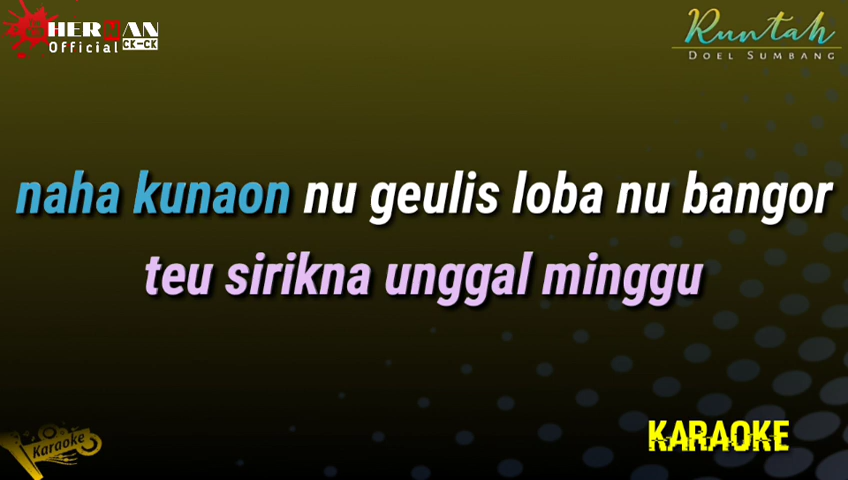 HERMAN
Official CK-CK
Runtah
DOEL SUMBANG
naha kunaon nu geulis loba nu bangor
teu sirikna unggal minggu
Karaoke
KARAOKE